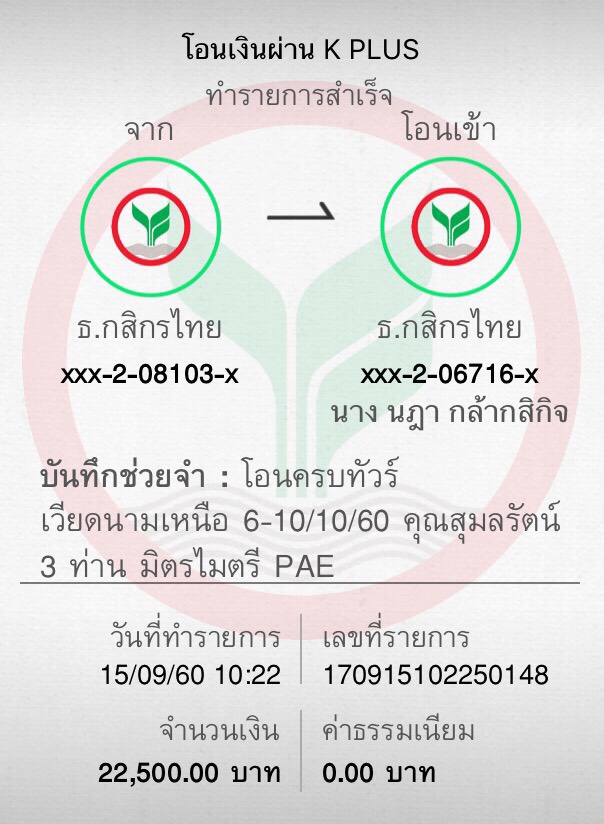 โอนเงินผ่าน K PLUS
ทำรายการสำเร็จ
จาก
โอนเข้า
ธ.กสิกรไทย
ธ.กสิกรไทย
xxx-2-08103-x
xxx-2-06716-x
นาง นฎา กล้ากสิกิจ
บันทึกช่วยจำ : โอนครบทัวร์
เวียดนามเหนือ 6-10/10/60 คุณสุมลรัตน์
3 ท่าน มิตรไมตรี PAE
วันที่ทำรายการ
เลขที่รายการ
15/09/60 10:22
170915102250148
จำนวนเงิน
ค่าธรรมเนียม
22,500.00 บาท
0.00 บาท